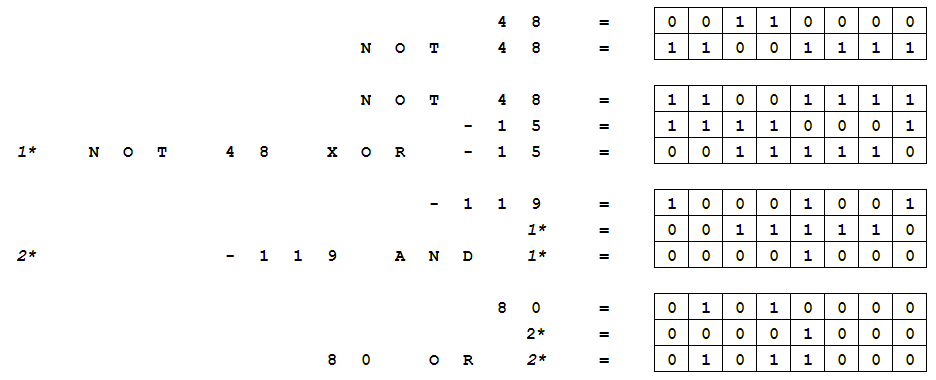 48 = 0 0 1 1 0 0 0 0
NOT 48 = 1 1 0 0 1 1 1 1
NOT 48 = 1 1 0 0 1 1 1 1
-15 = 1 1 1 1 0 0 0 1
1* NOT 48 XOR -15 = 0 0 1 1 1 1 1 0
-119 = 1 0 0 0 1 0 0 1
1* = 0 0 1 1 1 1 1 0
2* -119 AND 1* = 0 0 0 0 1 0 0 0
80 = 0 1 0 1 0 0 0 0
2* = 0 0 0 0 1 0 0 0
80 OR 2* = 0 1 0 1 1 0 0 0